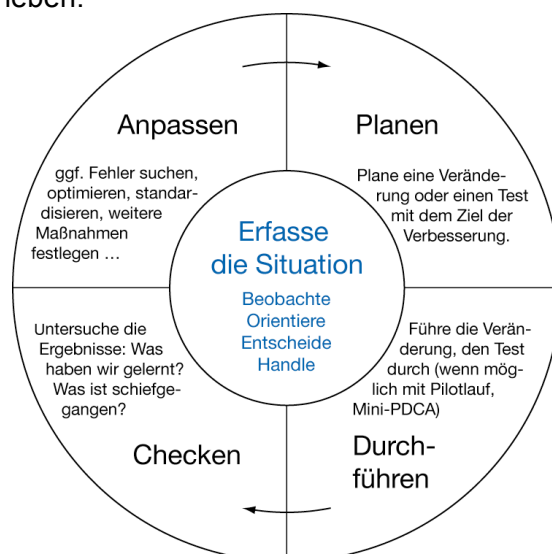 leben.
Anpassen
ggf. Fehler suchen,
optimieren, standar-
disieren, weitere
Maßnahmen
festlegen …
Planen
Plane eine Verände-
rung oder einen Test
mit dem Ziel der
Verbesserung.
Erfasse
die Situation
Beobachte
Orientiere
Entscheide
Handle
Untersuche die
Ergebnisse: Was
haben wir gelernt?
Was ist schiefge-
gangen?
Checken
Führe die Verän-
derung, den Test
durch (wenn mög-
lich mit Pilotlauf,
Mini-PDCA)
Durch-
führen